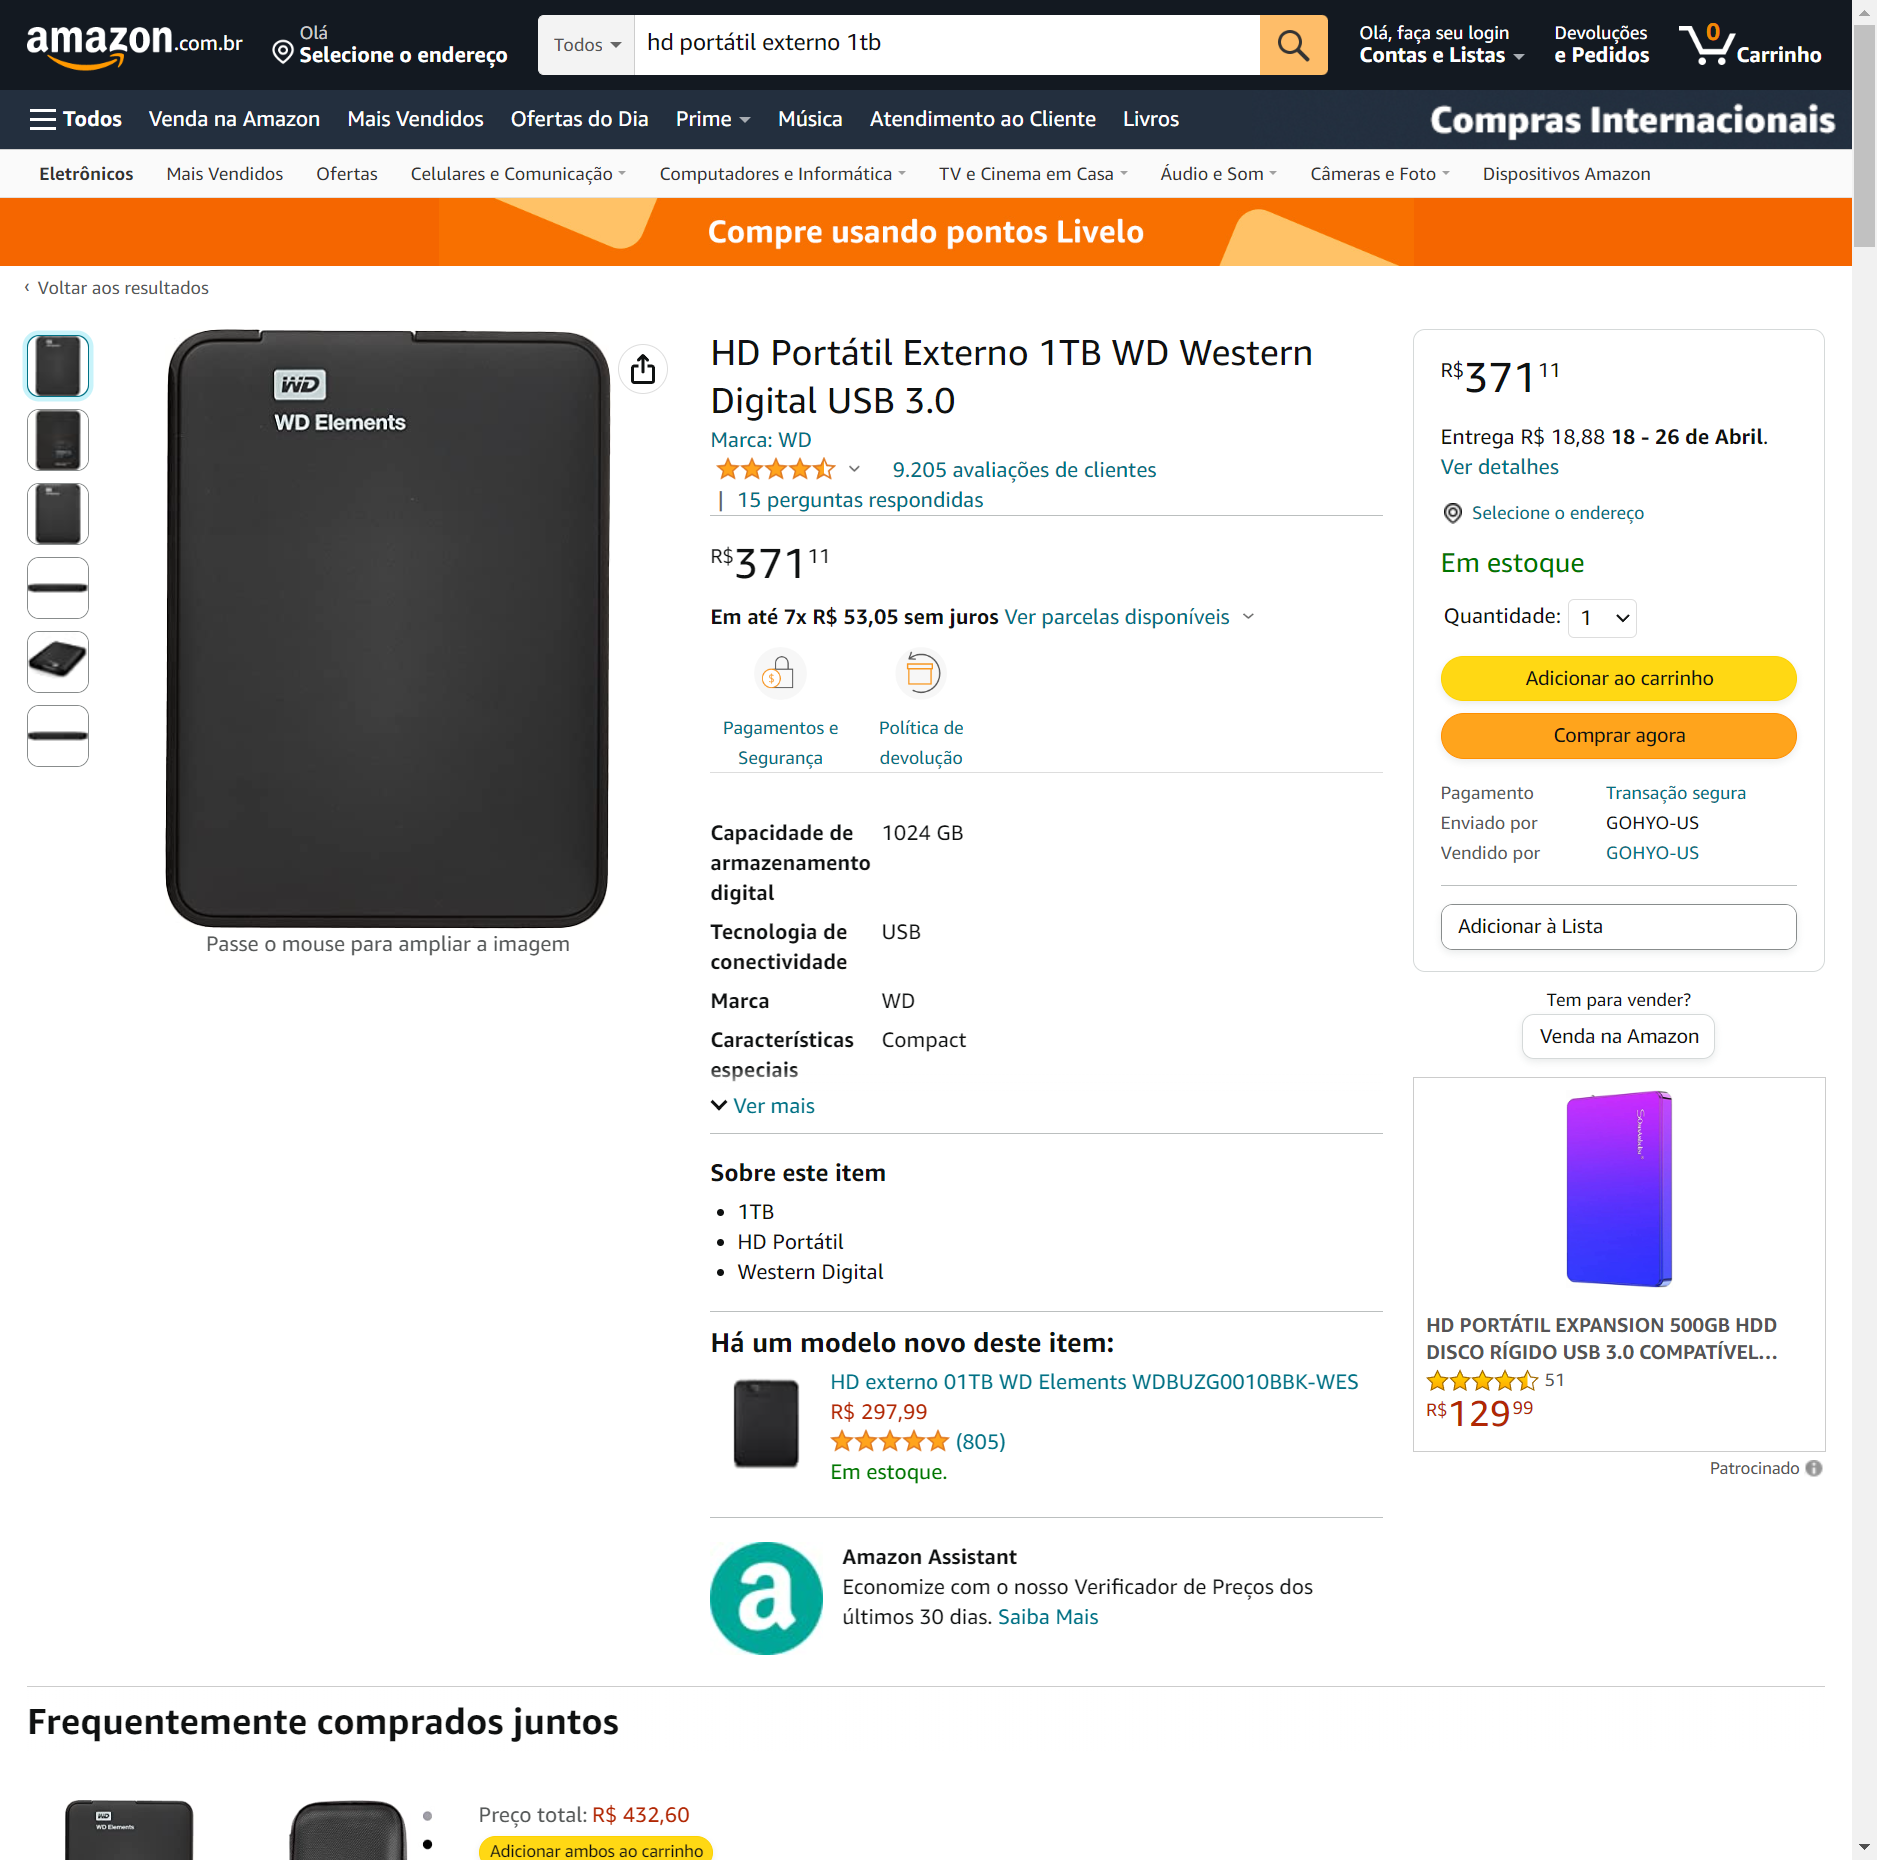 amazon.com.br
Olá
Selecione o endereço
Todos
hd portátil externo 1tb
Olá, faça seu login
Contas e Listas
Devoluções
e Pedidos
0
Carrinho
Todos
Venda na Amazon
Mais Vendidos
Ofertas do Dia
Prime
Música
Atendimento ao Cliente
Livros
Compras Internacionais
Eletrônicos
Mais Vendidos
Ofertas
Celulares e Comunicação
Computadores e Informática
TV e Cinema em Casa
Áudio e Som
Câmeras e Foto
Dispositivos Amazon
Compre usando pontos Livelo
‹ Voltar aos resultados
WD
WD Elements
Passe o mouse para ampliar a imagem
HD Portátil Externo 1TB WD Western
Digital USB 3.0
Marca: WD
9.205 avaliações de clientes
| 15 perguntas respondidas
R$ 371 11
Em até 7x R$ 53,05 sem juros Ver parcelas disponíveis
Pagamentos e
Segurança
Política de
devolução
Capacidade de
armazenamento
digital
1024 GB
Tecnologia de
conectividade
USB
Marca
WD
Características
especiais
Compact
Ver mais
Sobre este item
• 1TB
• HD Portátil
• Western Digital
Há um modelo novo deste item:
HD externo 01TB WD Elements WDBUZG0010BBK-WES
R$ 297,99
(805)
Em estoque.
a
Amazon Assistant
Economize com o nosso Verificador de Preços dos
últimos 30 dias. Saiba Mais
R$ 371 11
Entrega R$ 18,88 18 - 26 de Abril.
Ver detalhes
Selecione o endereço
Em estoque
Quantidade: 1
Adicionar ao carrinho
Comprar agora
Pagamento Transação segura
Enviado por GOHYO-US
Vendido por GOHYO-US
Adicionar à Lista
Tem para vender?
Venda na Amazon
HD PORTÁTIL EXPANSION 500GB HDD
DISCO RÍGIDO USB 3.0 COMPATÍVEL...
51
R$ 129 99
Patrocinado
Frequentemente comprados juntos
WD
WD Elements
Preço total: R$ 432,60
Adicionar ambos ao carrinho